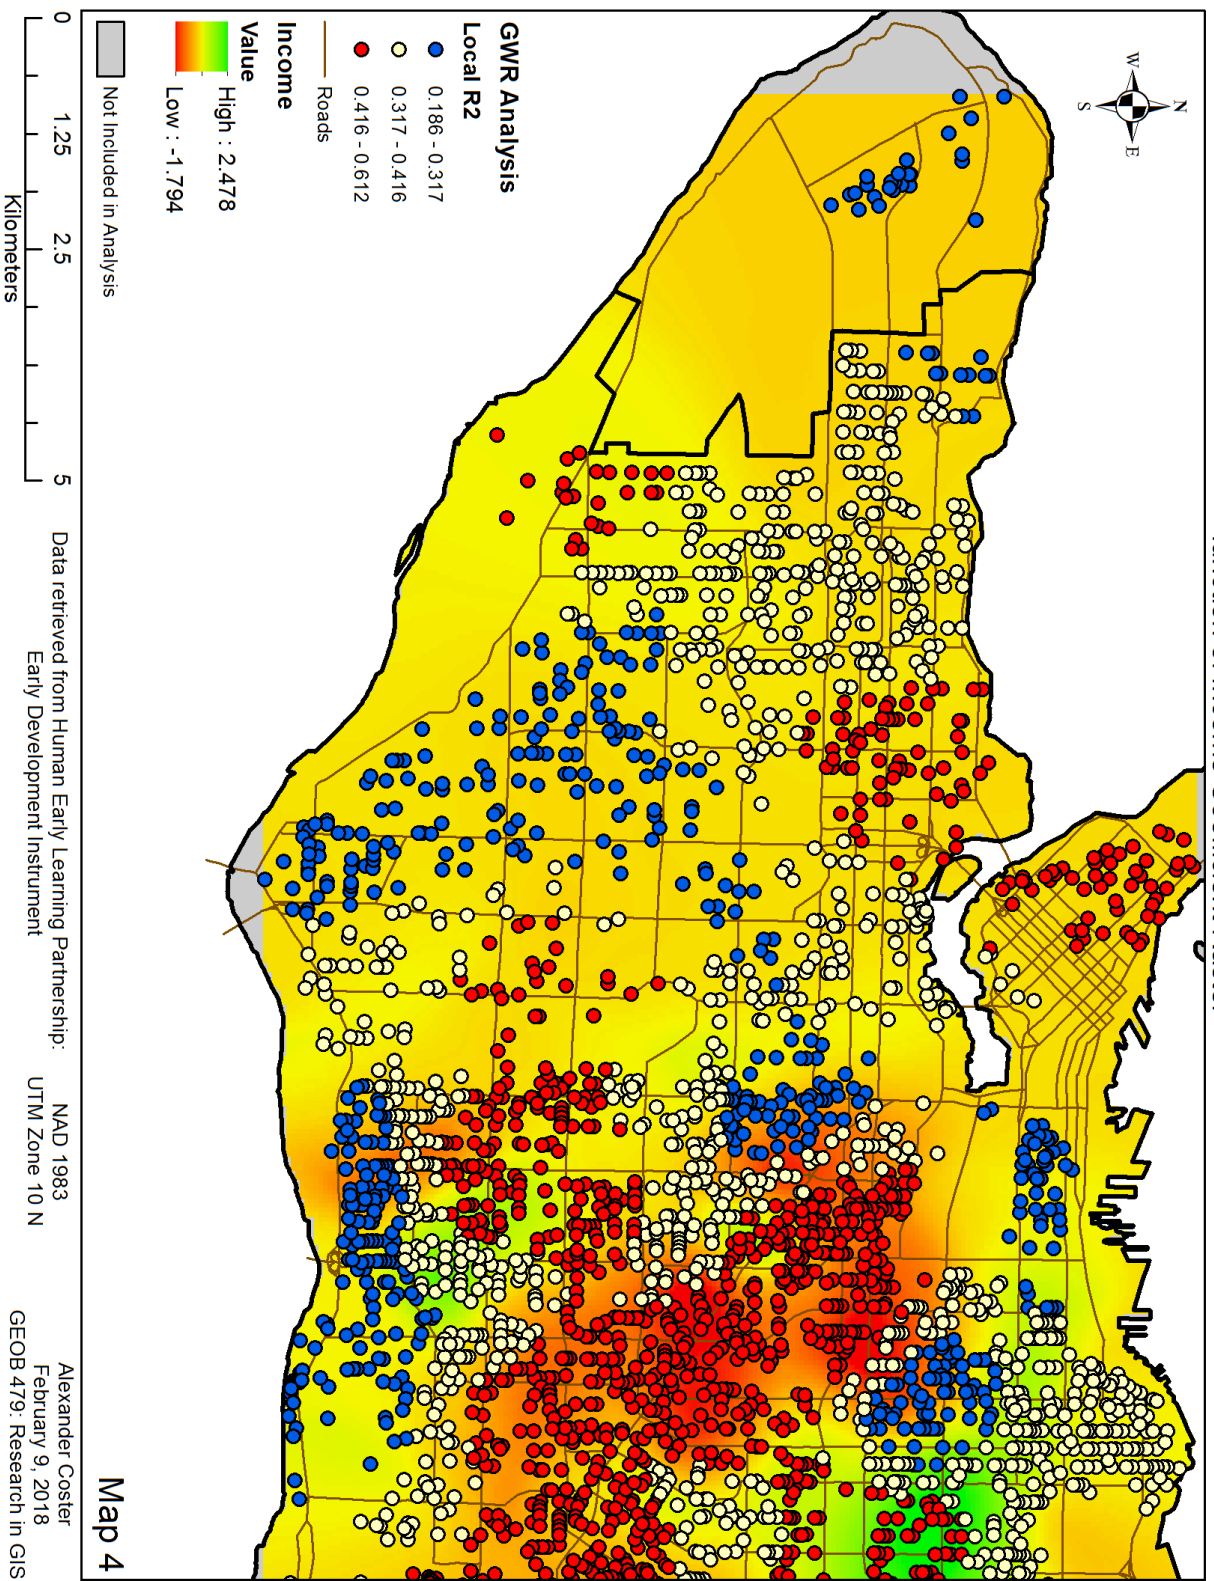 N
W
E
S
GWR Analysis
Local R2
0.186 - 0.317
0.317 - 0.416
0.416 - 0.612
Roads
Income
Value
High : 2.478
Low : -1.794
Not Included in Analysis
0 1.25 2.5 5
Kilometers
Data retrieved from Human Early Learning Partnership:
Early Development Instrument
NAD 1983
UTM Zone 10 N
Map 4
Alexander Coster
February 9, 2018
GEOB 479: Research in GIS